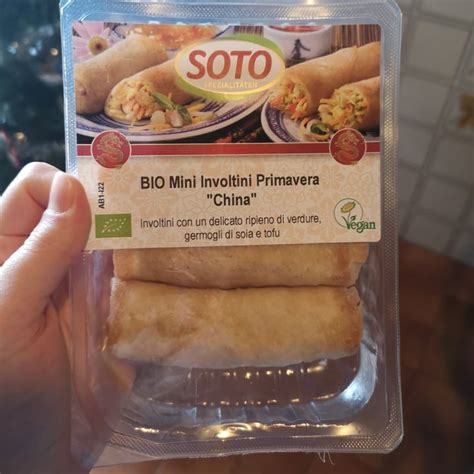 SOTO
SPEZIALITÄTEN
BIO Mini Involtini Primavera
"China"
Involtini con un delicato ripieno di verdure,
germogli di soia e tofu
Vegan
AB1-I22